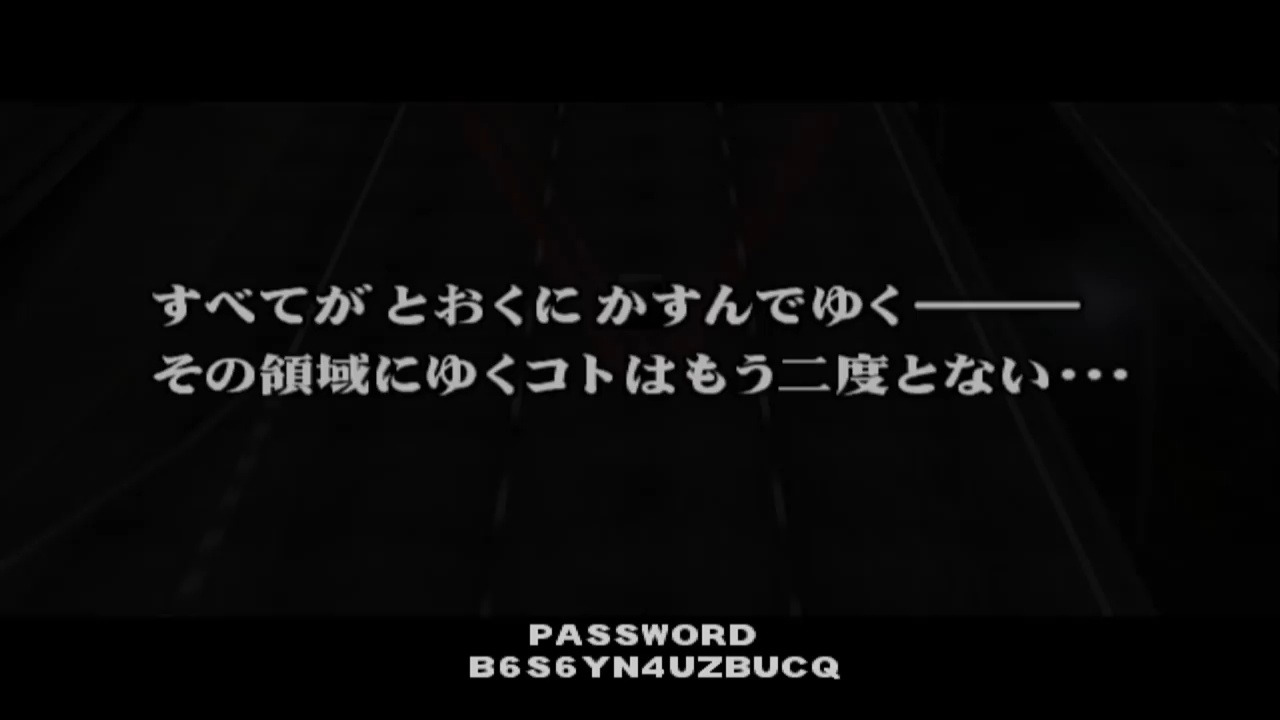 すべてが とおくに かすんでゆく―――
その領域にゆくコトはもう二度とない･･･
PASSWORD
B6S6YN4UZBUCQ